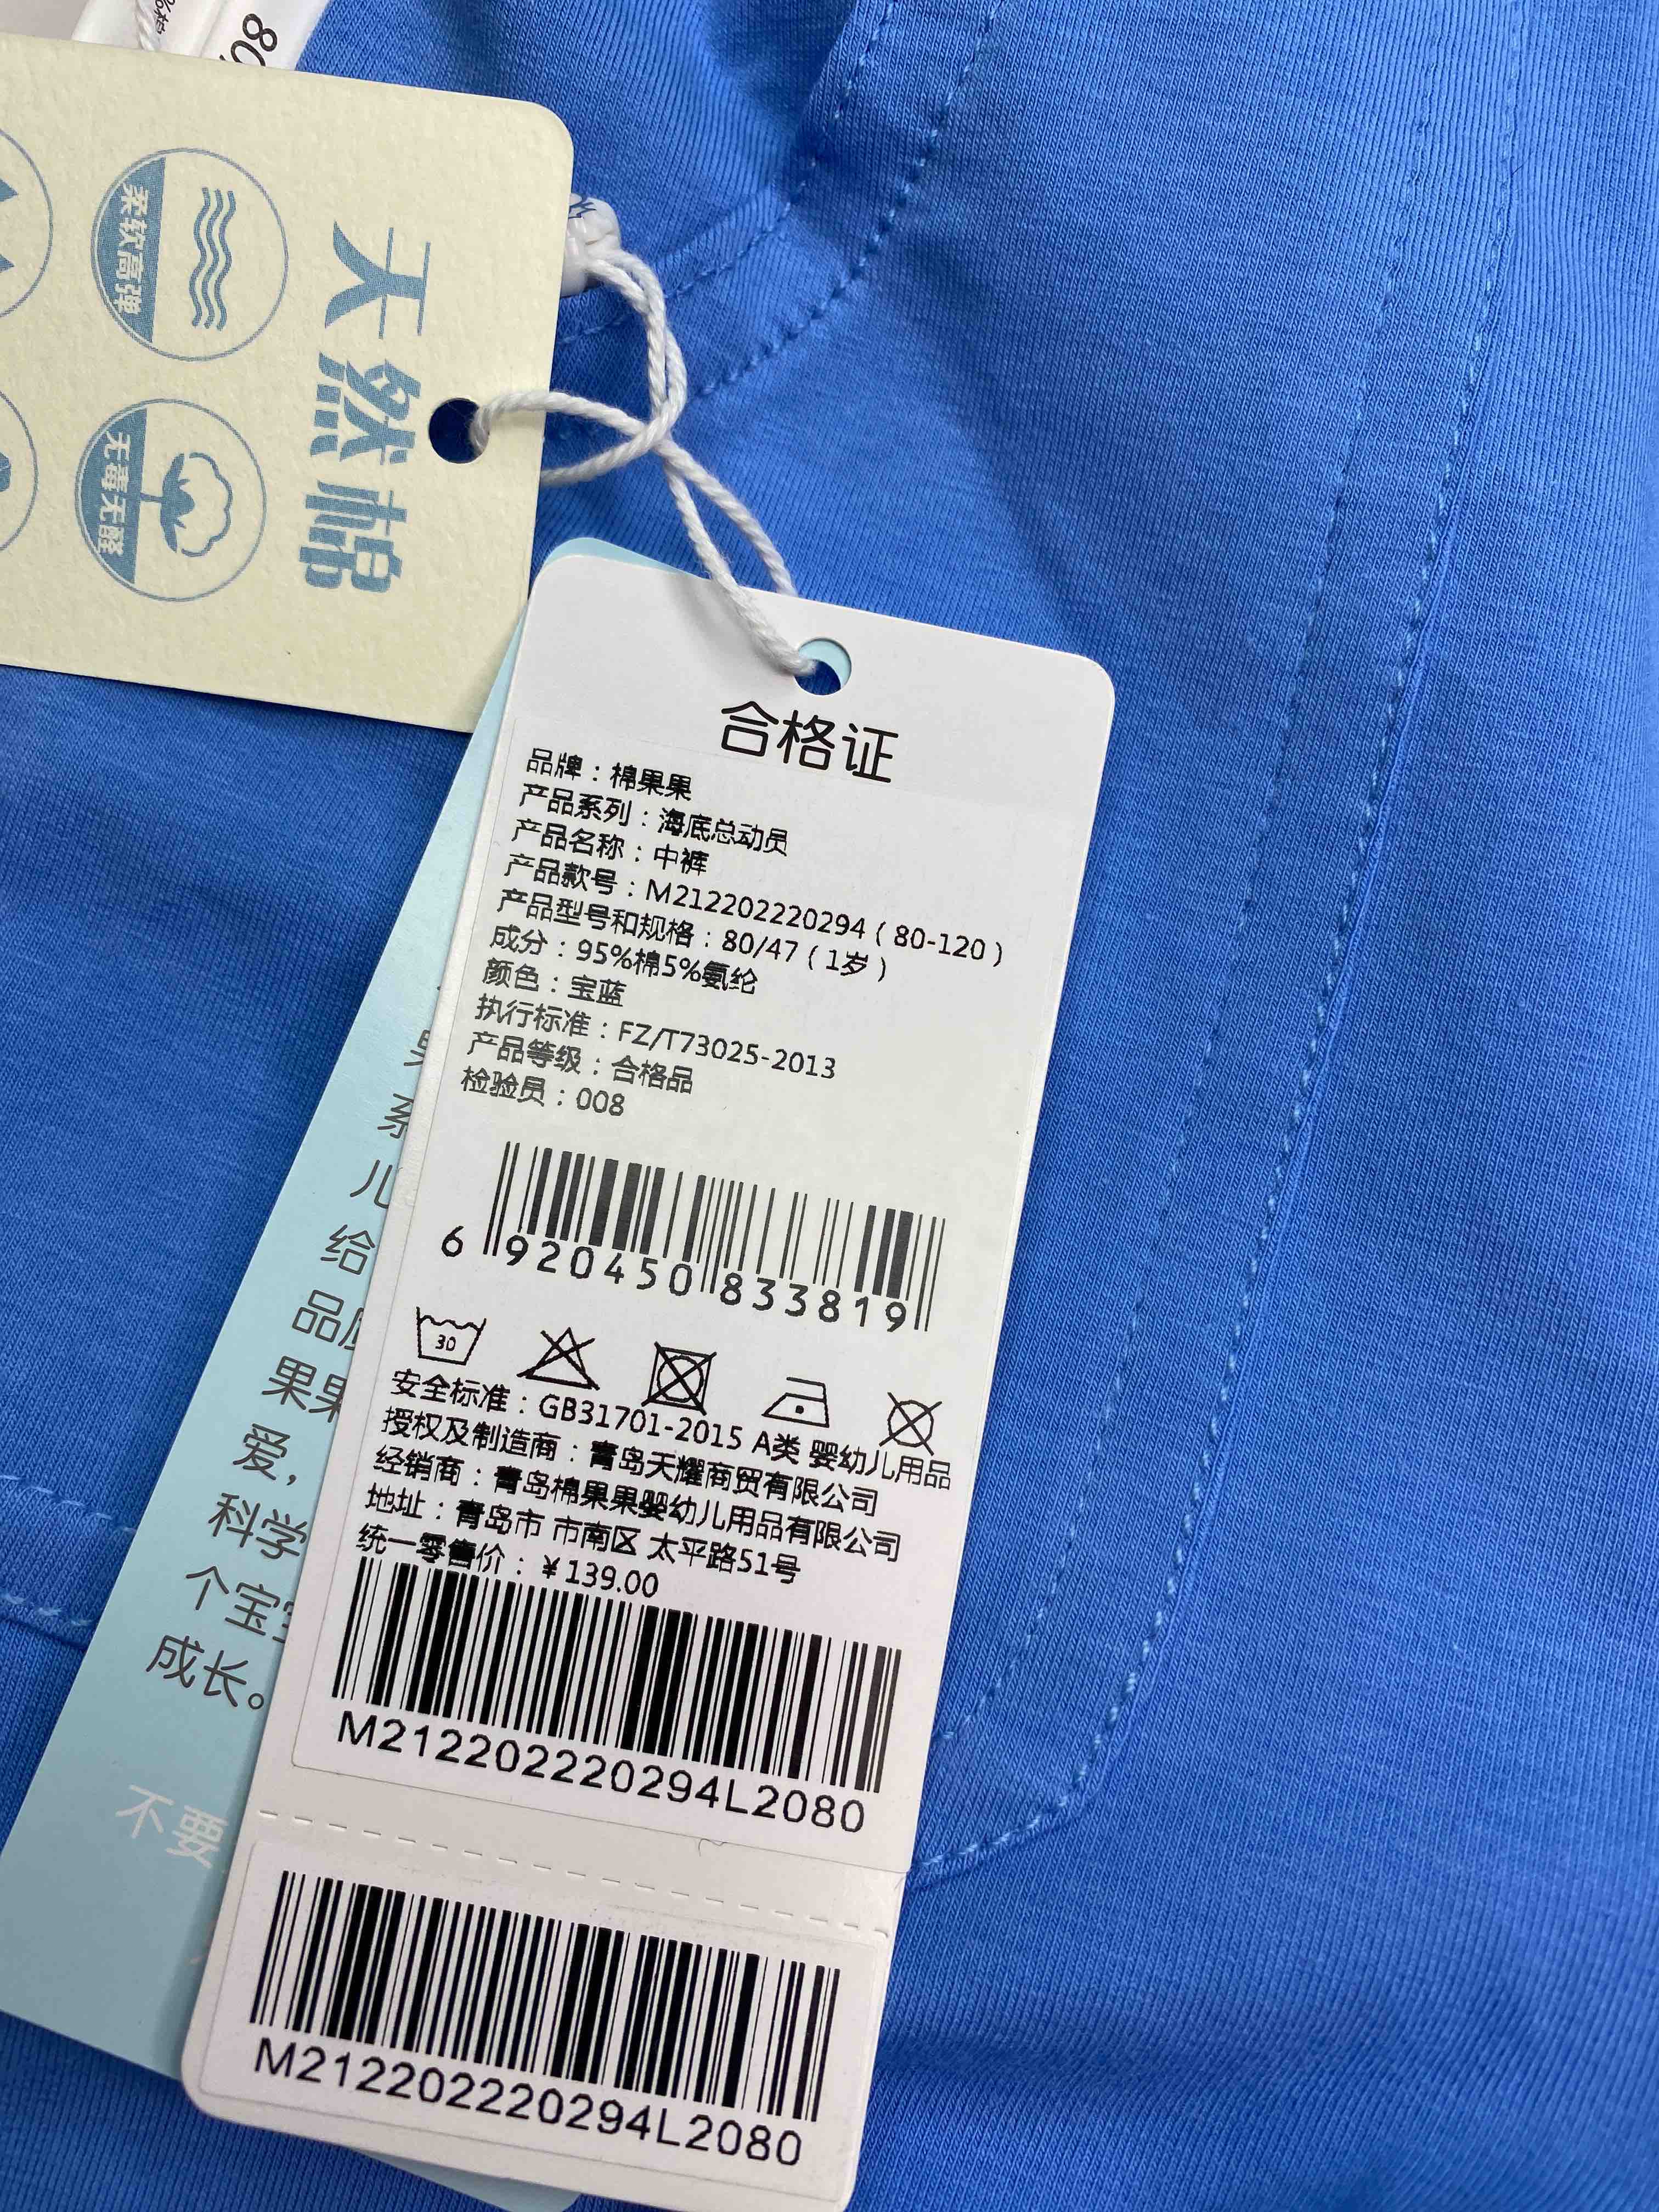 80
天然棉
柔软高弹
无毒无醛
合格证
品牌：棉果果
产品系列：海底总动员
产品名称：中裤
产品款号：M212202220294（80-120）
产品型号和规格：80/47（1岁）
成分：95%棉5%氨纶
颜色：宝蓝
执行标准：FZ/T73025-2013
产品等级：合格品
检验员：008
6 920450 833819
30
安全标准：GB31701-2015 A类 婴幼儿用品
授权及制造商：青岛天耀商贸有限公司
经销商：青岛棉果果婴幼儿用品有限公司
地址：青岛市 市南区 太平路51号
统一零售价：￥139.00
M212202220294L2080
M212202220294L2080
系
儿
给
品
果果
爱，
科学
个宝
成长。
不要